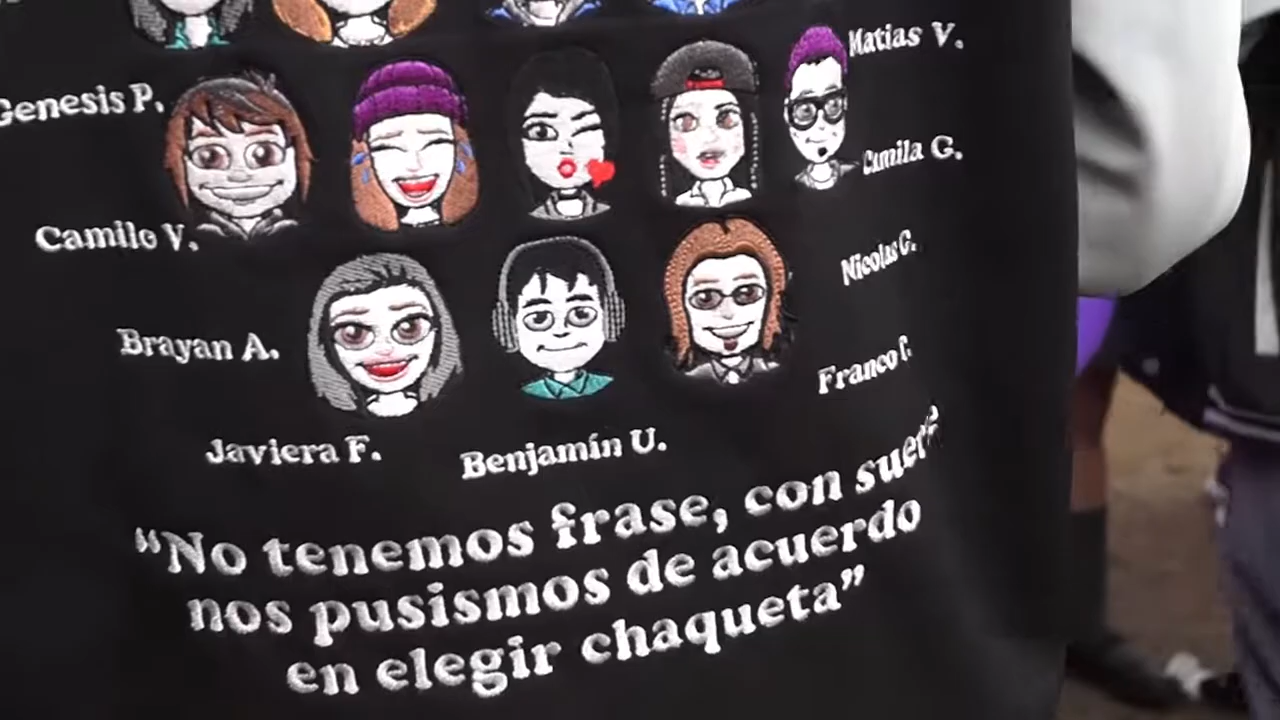 Matias V.
Genesis P.
Camila G.
Camilo V.
Nicolas G.
Brayan A.
Franco C.
Javiera F.
Benjamín U.
“No tenemos frase, con suerte
nos pusismos de acuerdo
en elegir chaqueta”